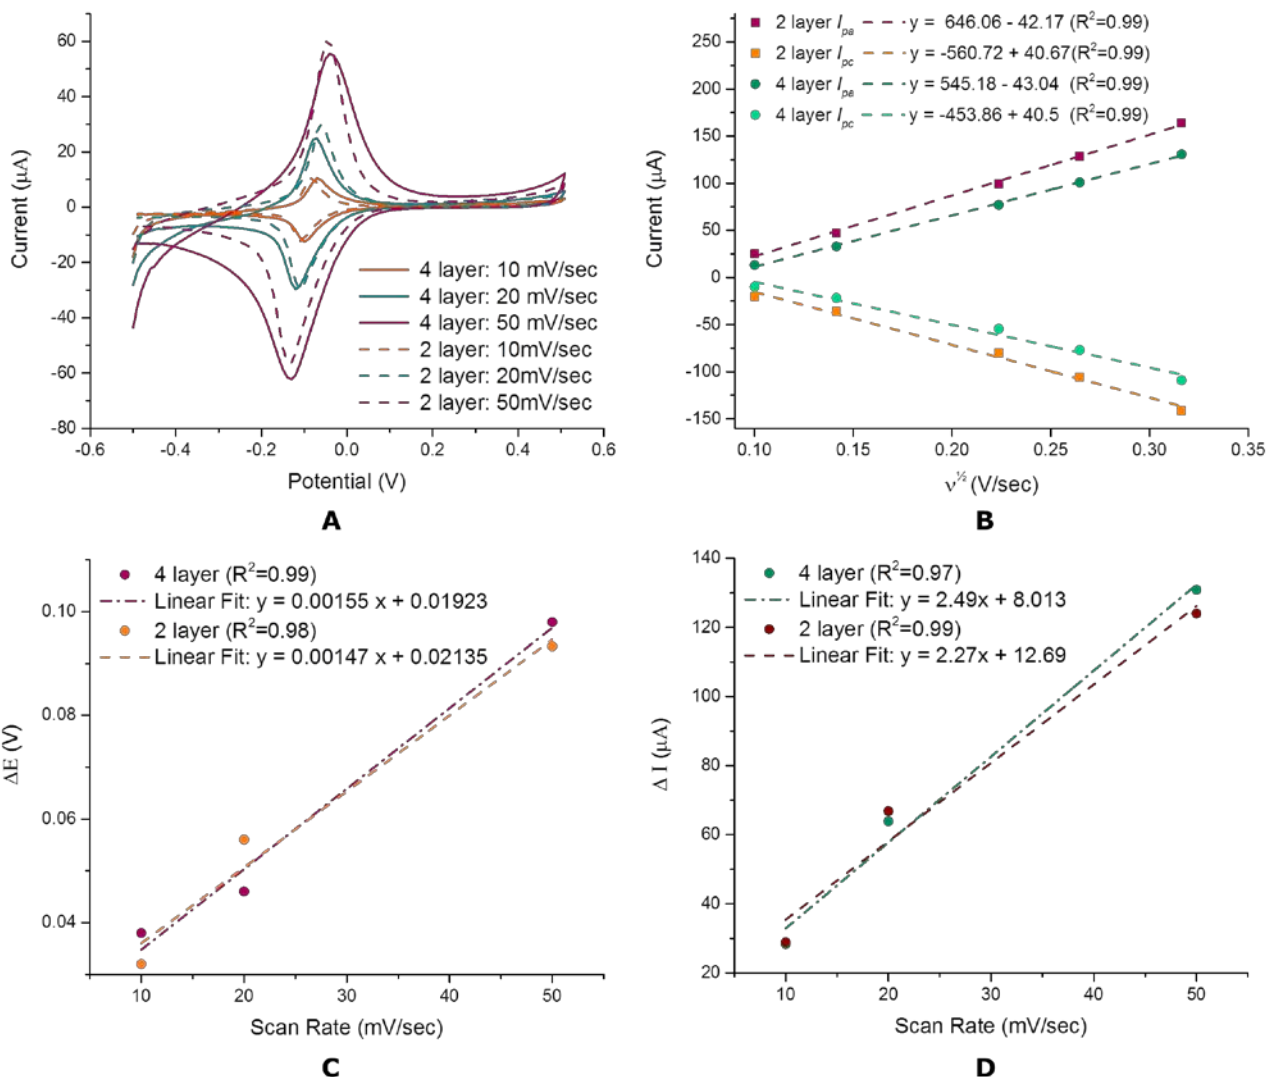 60
40
20
0
-20
-40
-60
-80
-0.6
-0.4
-0.2
0.0
0.2
0.4
0.6
Current (μA)
Potential (V)
4 layer: 10 mV/sec
4 layer: 20 mV/sec
4 layer: 50 mV/sec
2 layer: 10mV/sec
2 layer: 20mV/sec
2 layer: 50mV/sec
A
2 layer Ipa y = 646.06 - 42.17 (R²=0.99)
2 layer Ipc y = -560.72 + 40.67(R²=0.99)
4 layer Ipa y = 545.18 - 43.04 (R²=0.99)
4 layer Ipc y = -453.86 + 40.5 (R²=0.99)
250
200
150
100
50
0
-50
-100
-150
0.10
0.15
0.20
0.25
0.30
0.35
Current (μA)
ν½ (V/sec)
B
4 layer (R²=0.99)
Linear Fit: y = 0.00155 x + 0.01923
2 layer (R²=0.98)
Linear Fit: y = 0.00147 x + 0.02135
0.10
0.08
0.06
0.04
10
20
30
40
50
ΔE (V)
Scan Rate (mV/sec)
C
4 layer (R²=0.97)
Linear Fit: y = 2.49x + 8.013
2 layer (R²=0.99)
Linear Fit: y = 2.27x + 12.69
140
120
100
80
60
40
20
10
20
30
40
50
Δ I (μA)
Scan Rate (mV/sec)
D